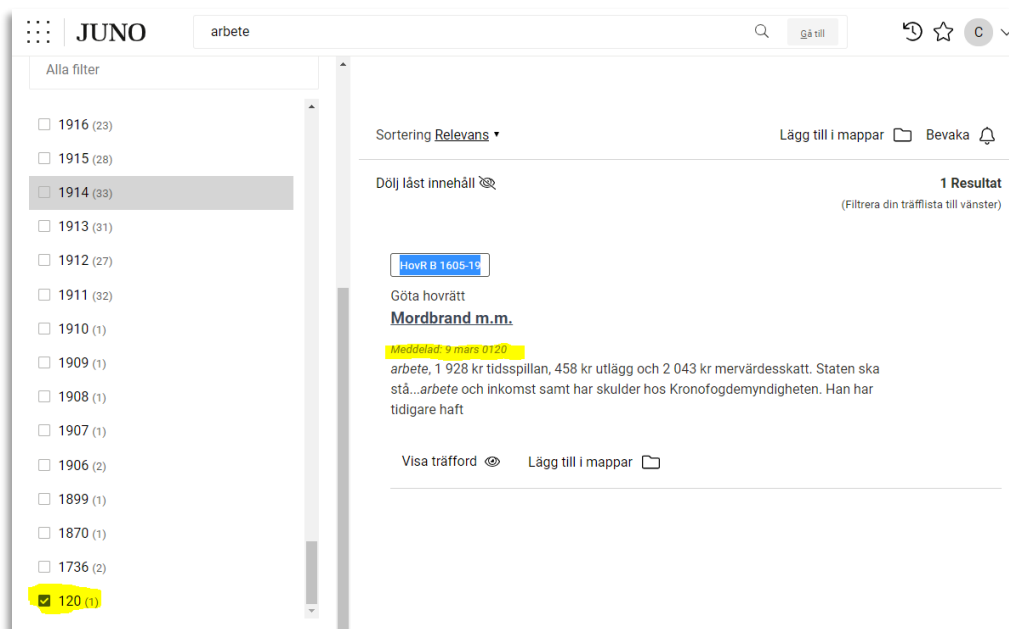 JUNO
arbete
Gå till
C
Alla filter
1916 (23)
1915 (28)
1914 (33)
1913 (31)
1912 (27)
1911 (32)
1910 (1)
1909 (1)
1908 (1)
1907 (1)
1906 (2)
1899 (1)
1870 (1)
1736 (2)
120 (1)
Sortering Relevans
Lägg till i mappar
Bevaka
Dölj låst innehåll
1 Resultat
(Filtrera din träfflista till vänster)
HovR B 1605-19
Göta hovrätt
Mordbrand m.m.
Meddelad: 9 mars 0120
arbete, 1 928 kr tidsspillan, 458 kr utlägg och 2 043 kr mervärdesskatt. Staten ska
stå...arbete och inkomst samt har skulder hos Kronofogdemyndigheten. Han har
tidigare haft
Visa träfford
Lägg till i mappar